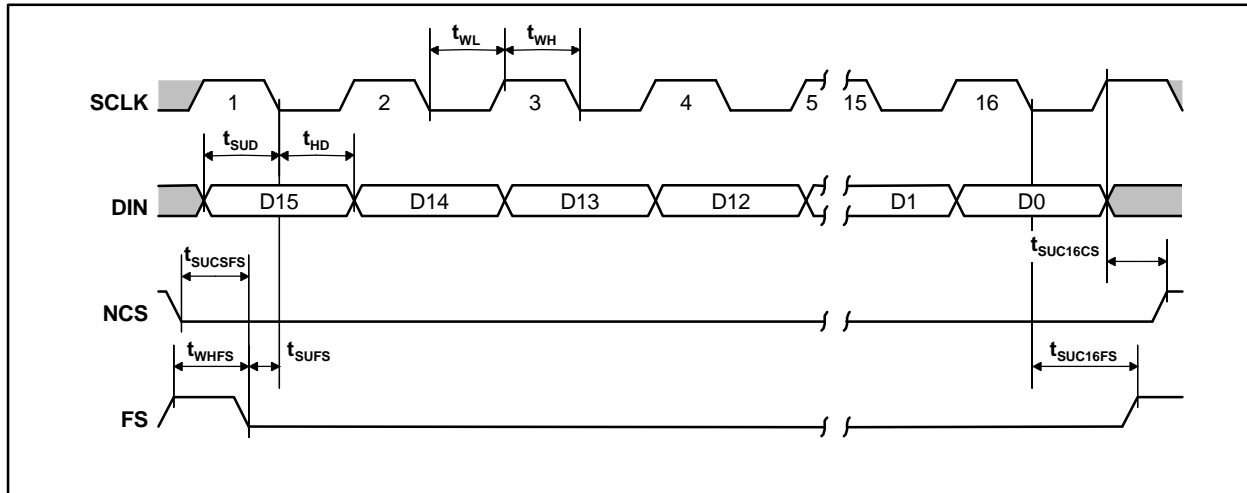 tWL tWH
SCLK 1 2 3 4 5 15 16
tSUD tHD
DIN D15 D14 D13 D12 D1 D0
tSUCSFS tSUC16CS
NCS
tWHFS tSUFS tSUC16FS
FS